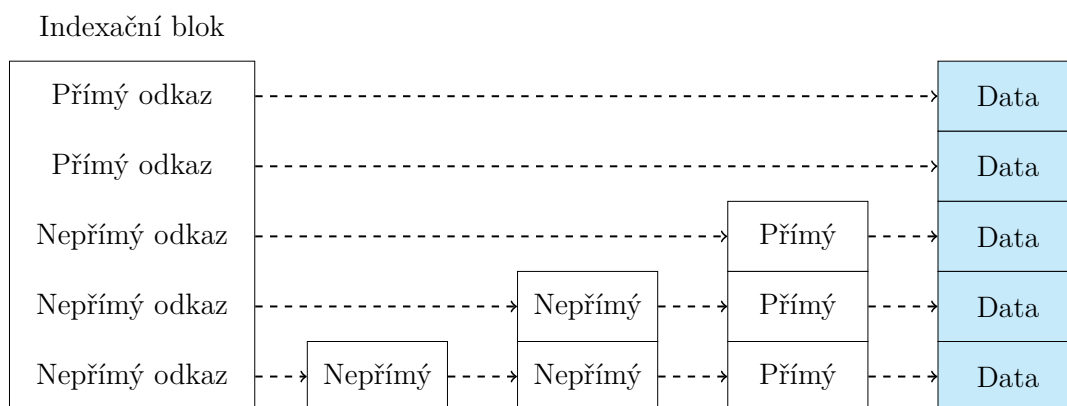 Indexační blok
Přímý odkaz Data
Přímý odkaz Data
Nepřímý odkaz Přímý Data
Nepřímý odkaz Nepřímý Přímý Data
Nepřímý odkaz Nepřímý Nepřímý Přímý Data